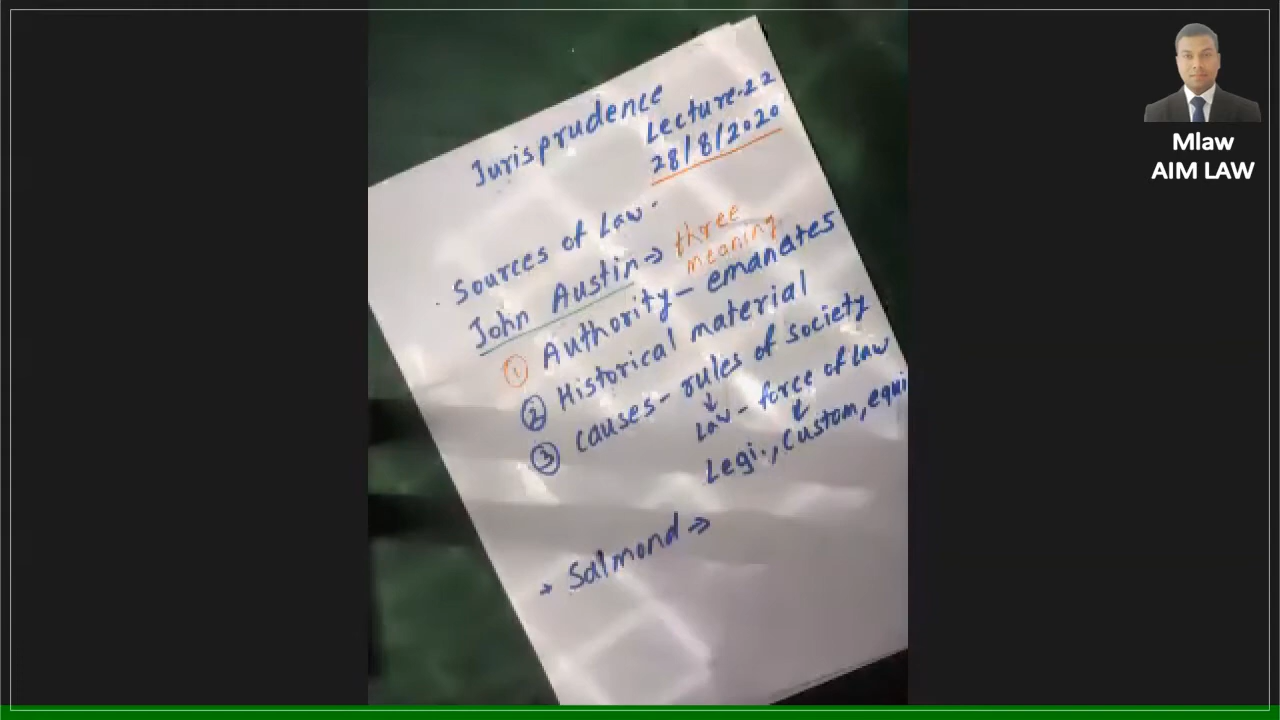 Jurisprudence
Lecture-22
28/8/2020
Sources of Law
John Austin → three meaning
① Authority - emanates
② Historical material
③ causes - rules of society
↓
Law - force of Law
↓
Legi., Custom, equi
→ Salmond →
Mlaw
AIM LAW